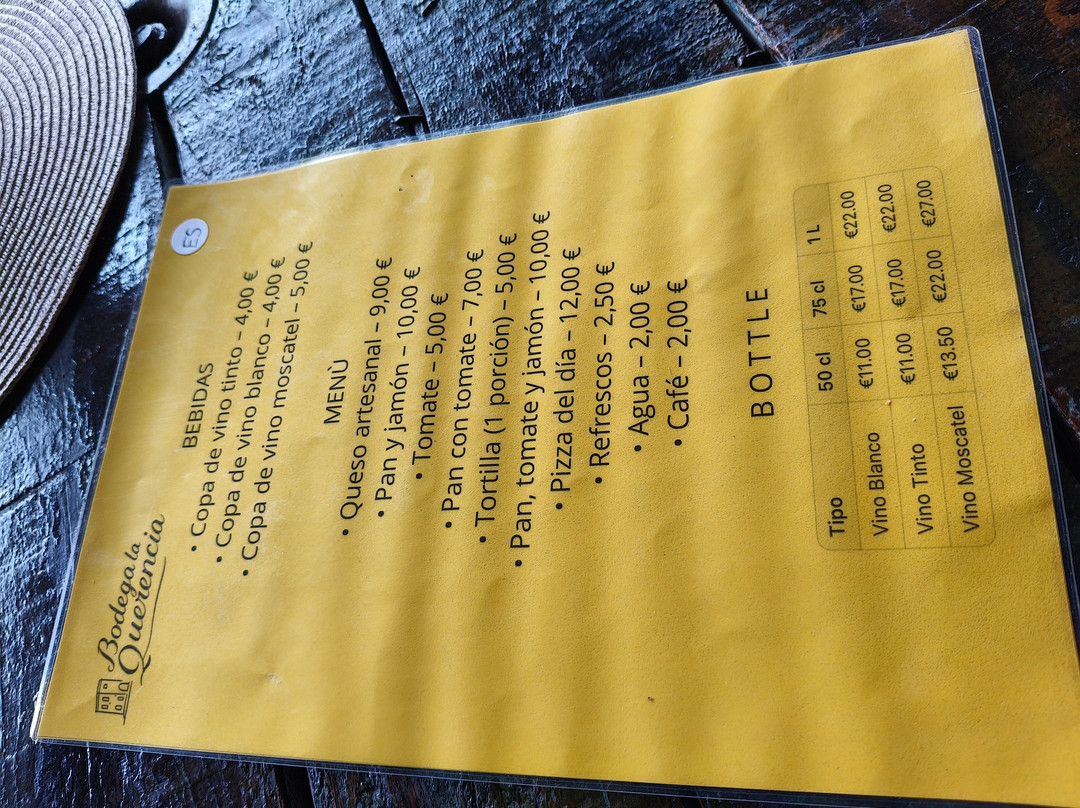 Bodega la
Querencia
ES
BEBIDAS
• Copa de vino tinto – 4,00 €
• Copa de vino blanco – 4,00 €
• Copa de vino moscatel – 5,00 €
MENÙ
• Queso artesanal – 9,00 €
• Pan y jamón – 10,00 €
• Tomate – 5,00 €
• Pan con tomate – 7,00 €
• Tortilla (1 porción) – 5,00 €
• Pan, tomate y jamón – 10,00 €
• Pizza del día – 12,00 €
• Refrescos – 2,50 €
• Agua – 2,00 €
• Café – 2,00 €
BOTTLE
Tipo 50 cl 75 cl 1 L
Vino Blanco €11.00 €17.00 €22.00
Vino Tinto €11.00 €17.00 €22.00
Vino Moscatel €13.50 €22.00 €27.00